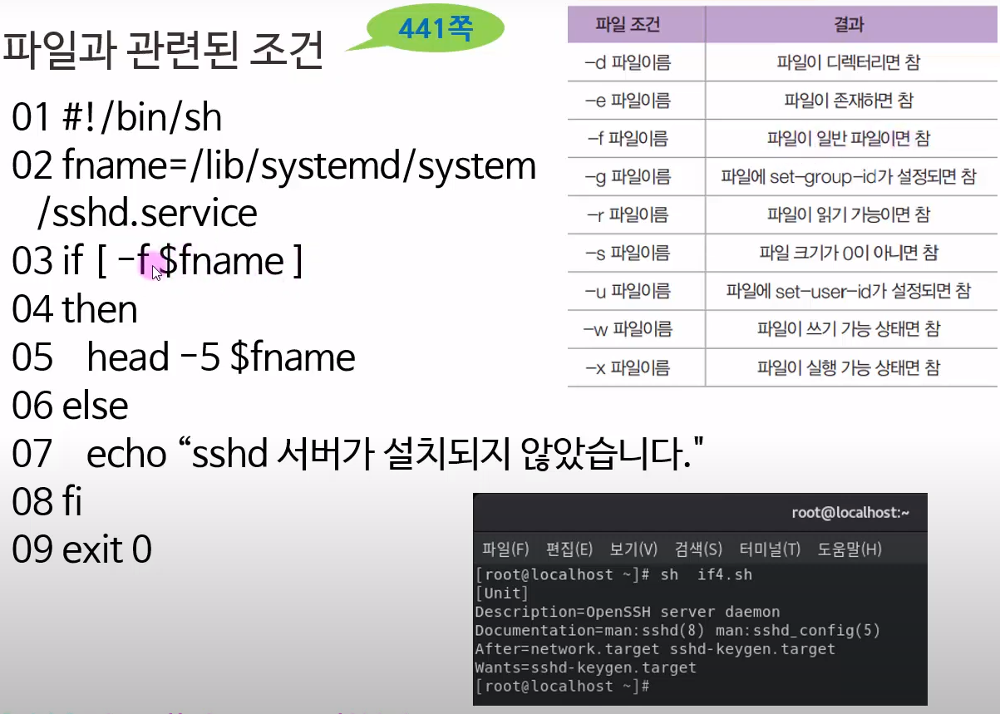 파일과 관련된 조건
441쪽
01 #!/bin/sh
02 fname=/lib/systemd/system
/sshd.service
03 if [ -f $fname ]
04 then
05 head -5 $fname
06 else
07 echo “sshd 서버가 설치되지 않았습니다."
08 fi
09 exit 0
파일 조건 결과
-d 파일이름 파일이 디렉터리면 참
-e 파일이름 파일이 존재하면 참
-f 파일이름 파일이 일반 파일이면 참
-g 파일이름 파일에 set-group-id가 설정되면 참
-r 파일이름 파일이 읽기 가능이면 참
-s 파일이름 파일 크기가 0이 아니면 참
-u 파일이름 파일에 set-user-id가 설정되면 참
-w 파일이름 파일이 쓰기 가능 상태면 참
-x 파일이름 파일이 실행 가능 상태면 참
root@localhost:~
파일(F) 편집(E) 보기(V) 검색(S) 터미널(T) 도움말(H)
[root@localhost ~]# sh if4.sh
[Unit]
Description=OpenSSH server daemon
Documentation=man:sshd(8) man:sshd_config(5)
After=network.target sshd-keygen.target
Wants=sshd-keygen.target
[root@localhost ~]#